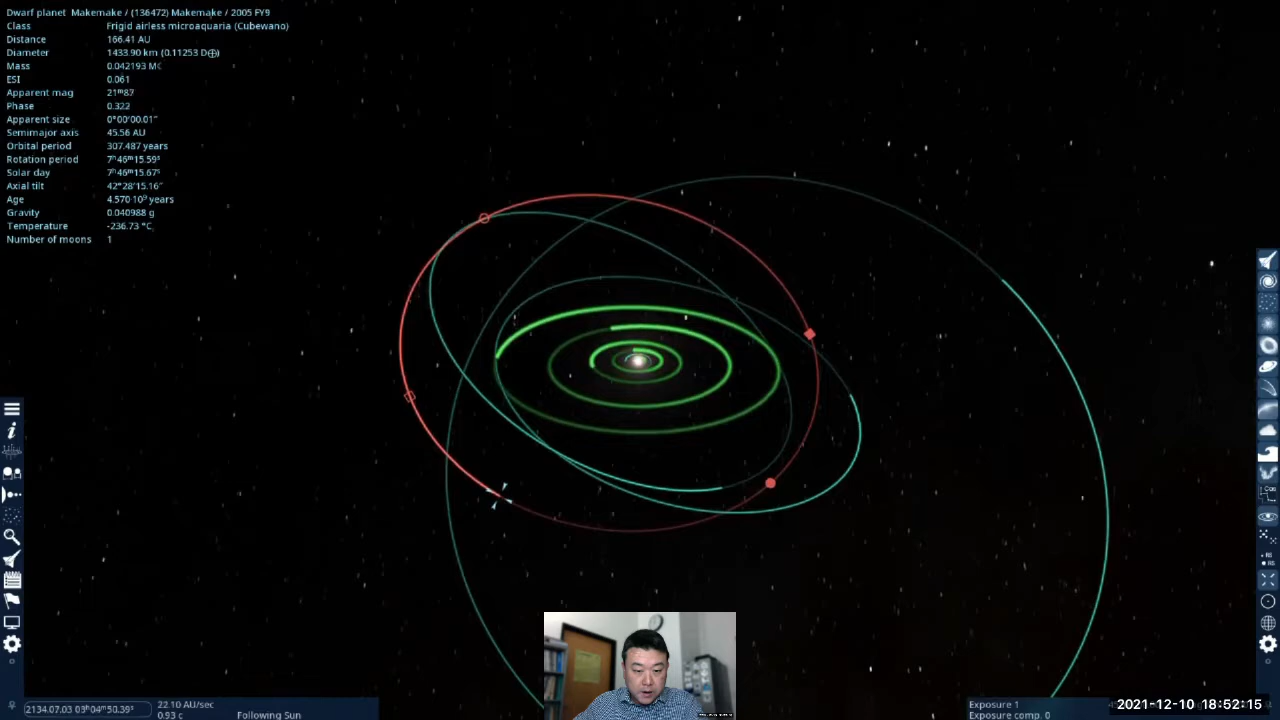 Dwarf planet Makemake / (136472) Makemake / 2005 FY9
Class Frigid airless microaquaria (Cubewano)
Distance 166.41 AU
Diameter 1433.90 km (0.11253 D⊕)
Mass 0.042193 M☾
ESI 0.061
Apparent mag 21ᵐ87
Phase 0.322
Apparent size 0°00'00.01"
Semimajor axis 45.56 AU
Orbital period 307.487 years
Rotation period 7ʰ46ᵐ15.59ˢ
Solar day 7ʰ46ᵐ15.67ˢ
Axial tilt 42°28'15.16"
Age 4.570·10⁹ years
Gravity 0.040988 g
Temperature -236.73 °C
Number of moons 1
2134.07.03 03ʰ04ᵐ50.39ˢ
22.10 AU/sec
0.93 c
Following Sun
Exposure 1
Exposure comp. 0
2021-12-10 18:52:15